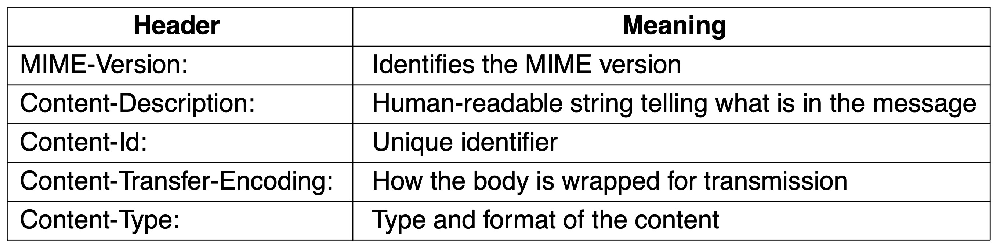 Header Meaning
MIME-Version: Identifies the MIME version
Content-Description: Human-readable string telling what is in the message
Content-Id: Unique identifier
Content-Transfer-Encoding: How the body is wrapped for transmission
Content-Type: Type and format of the content